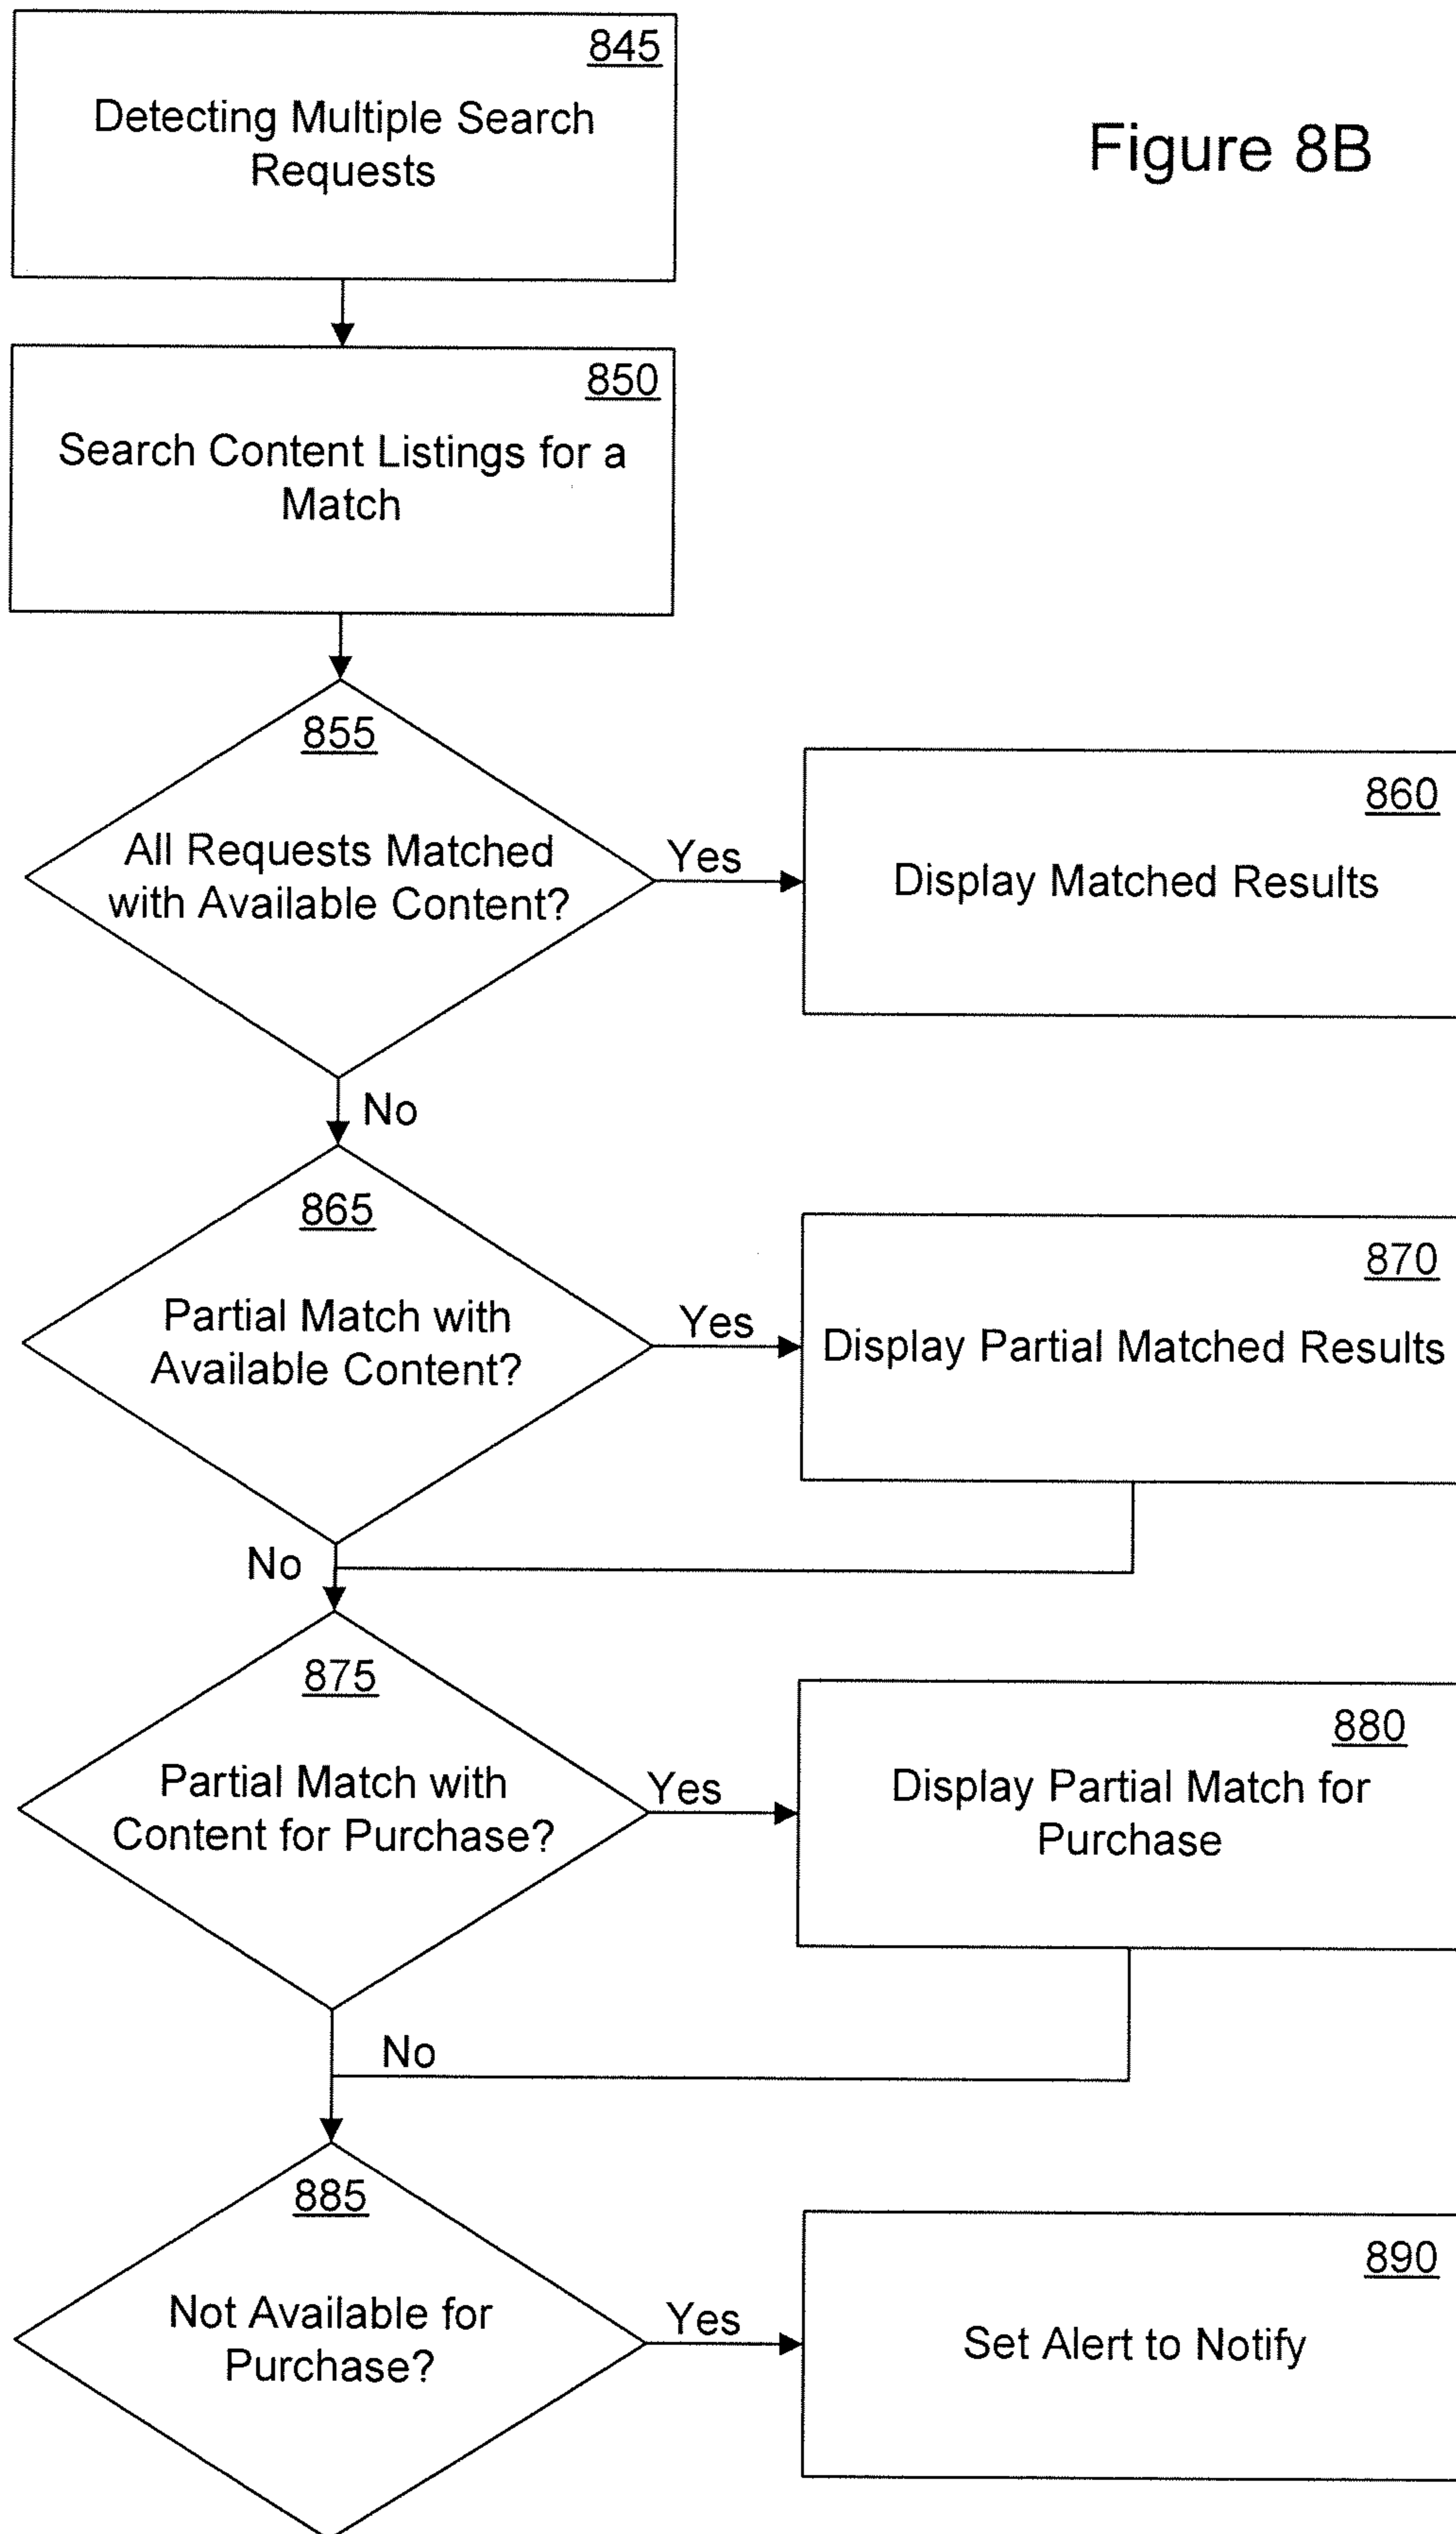 845
Detecting Multiple Search
Requests
Figure 8B
850
Search Content Listings for a
Match
855
All Requests Matched
with Available Content?
Yes
860
Display Matched Results
No
865
Partial Match with
Available Content?
Yes
870
Display Partial Matched Results
No
875
Partial Match with
Content for Purchase?
Yes
880
Display Partial Match for
Purchase
No
885
Not Available for
Purchase?
Yes
890
Set Alert to Notify